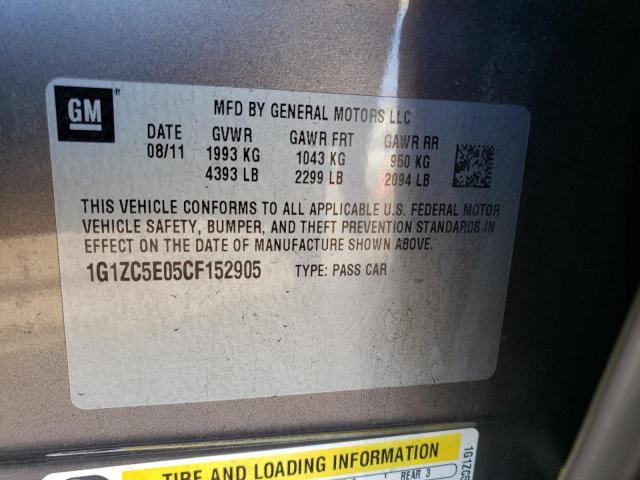 GM
MFD BY GENERAL MOTORS LLC
DATE GVWR GAWR FRT GAWR RR
08/11 1993 KG 1043 KG 950 KG
4393 LB 2299 LB 2094 LB
THIS VEHICLE CONFORMS TO ALL APPLICABLE U.S. FEDERAL MOTOR
VEHICLE SAFETY, BUMPER, AND THEFT PREVENTION STANDARDS IN
EFFECT ON THE DATE OF MANUFACTURE SHOWN ABOVE.
1G1ZC5E05CF152905 TYPE: PASS CAR
TIRE AND LOADING INFORMATION
REAR 3
1G1ZC5